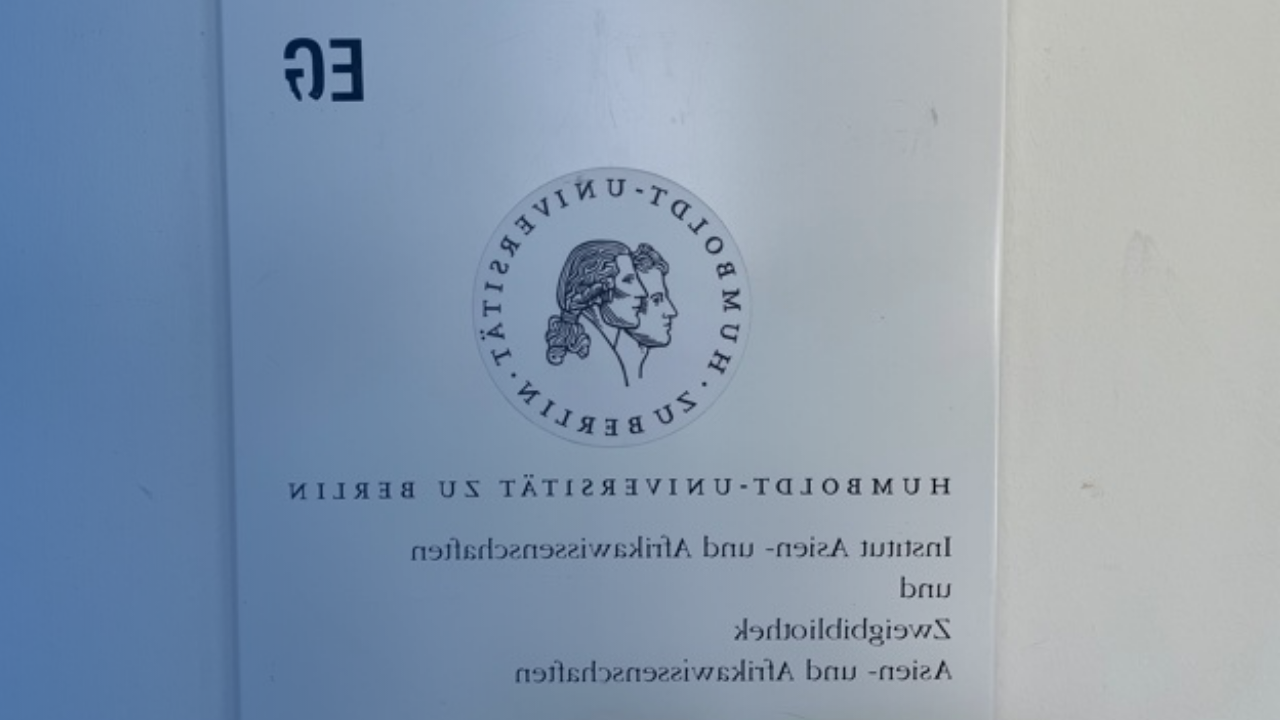 EG
HUMBOLDT-UNIVERSITÄT · ZU BERLIN ·
HUMBOLDT-UNIVERSITÄT ZU BERLIN
Institut Asien- und Afrikawissenschaften
und
Zweigbibliothek
Asien- und Afrikawissenschaften